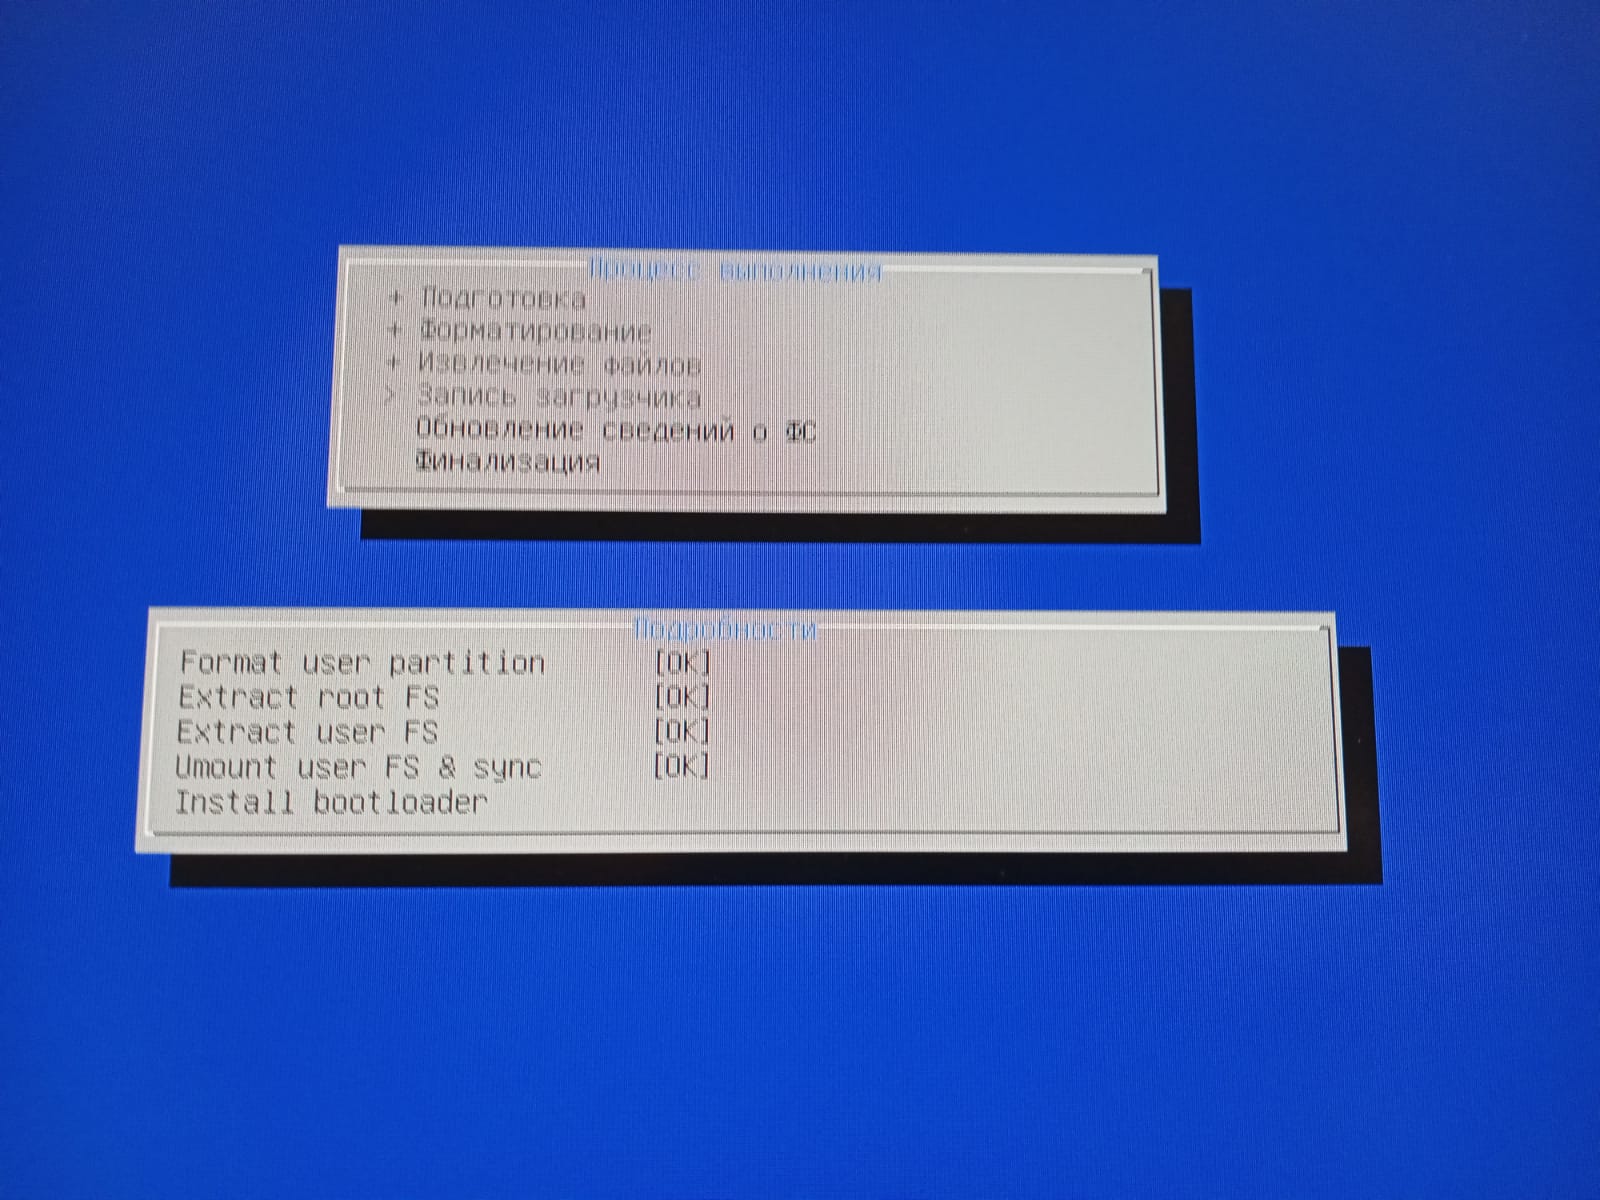 Процесс выполнения
+ Подготовка
+ Форматирование
+ Извлечение файлов
> Запись загрузчика
Обновление сведений о ФС
Финализация
Подробности
Format user partition [OK]
Extract root FS [OK]
Extract user FS [OK]
Umount user FS & sync [OK]
Install bootloader